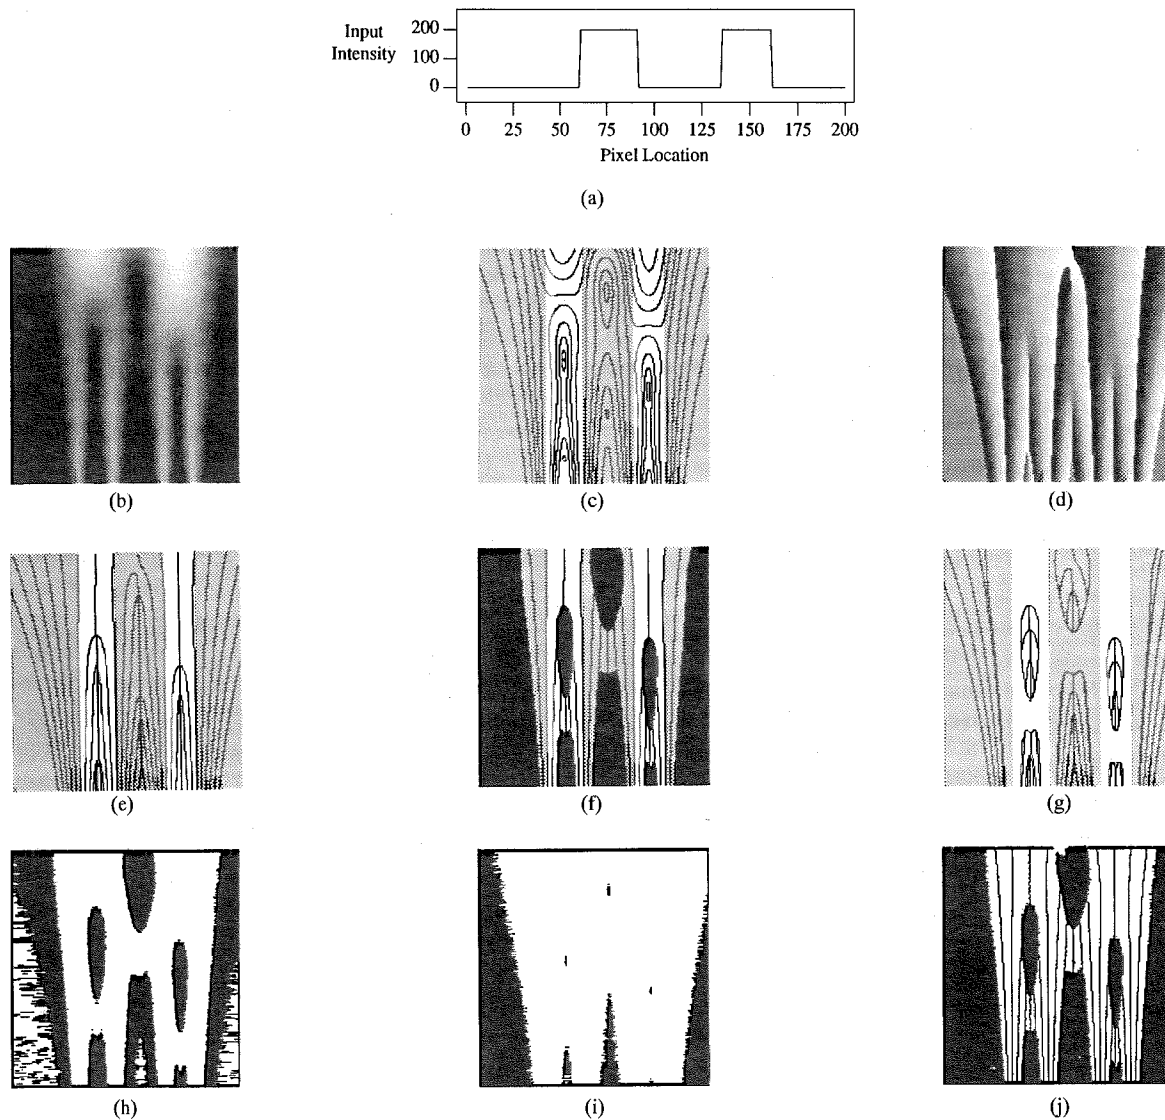 Input
Intensity
200
100
0
0 25 50 75 100 125 150 175 200
Pixel Location
(a)
(b) (c) (d)
(e) (f) (g)
(h) (i) (j)